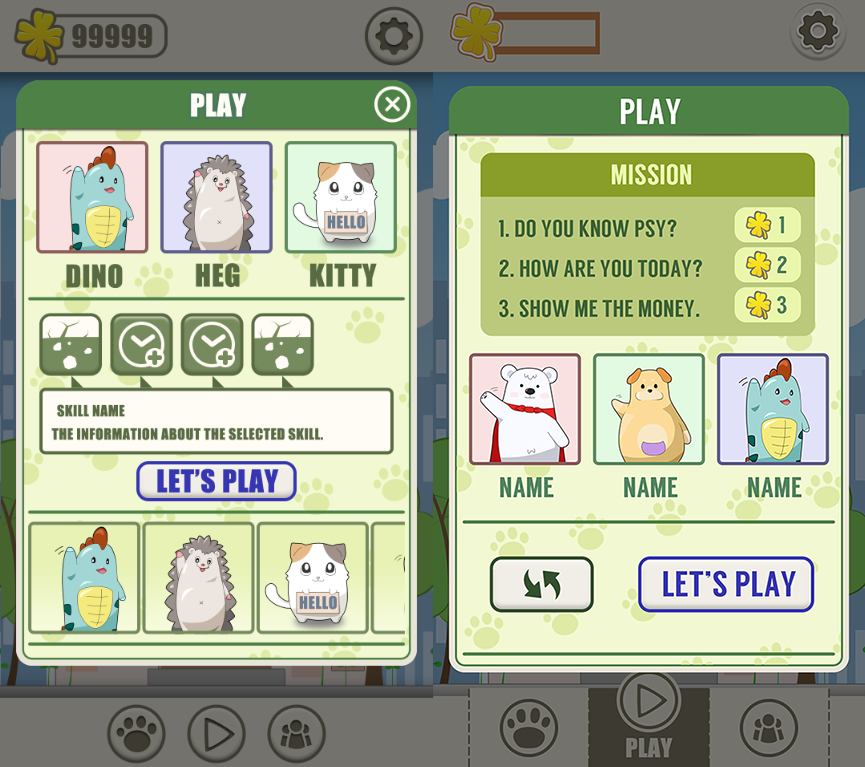 99999
PLAY
DINO
HEG
KITTY
HELLO
SKILL NAME
THE INFORMATION ABOUT THE SELECTED SKILL.
LET'S PLAY
HELLO
PLAY
MISSION
1. DO YOU KNOW PSY? 1
2. HOW ARE YOU TODAY? 2
3. SHOW ME THE MONEY. 3
NAME
NAME
NAME
LET'S PLAY
PLAY